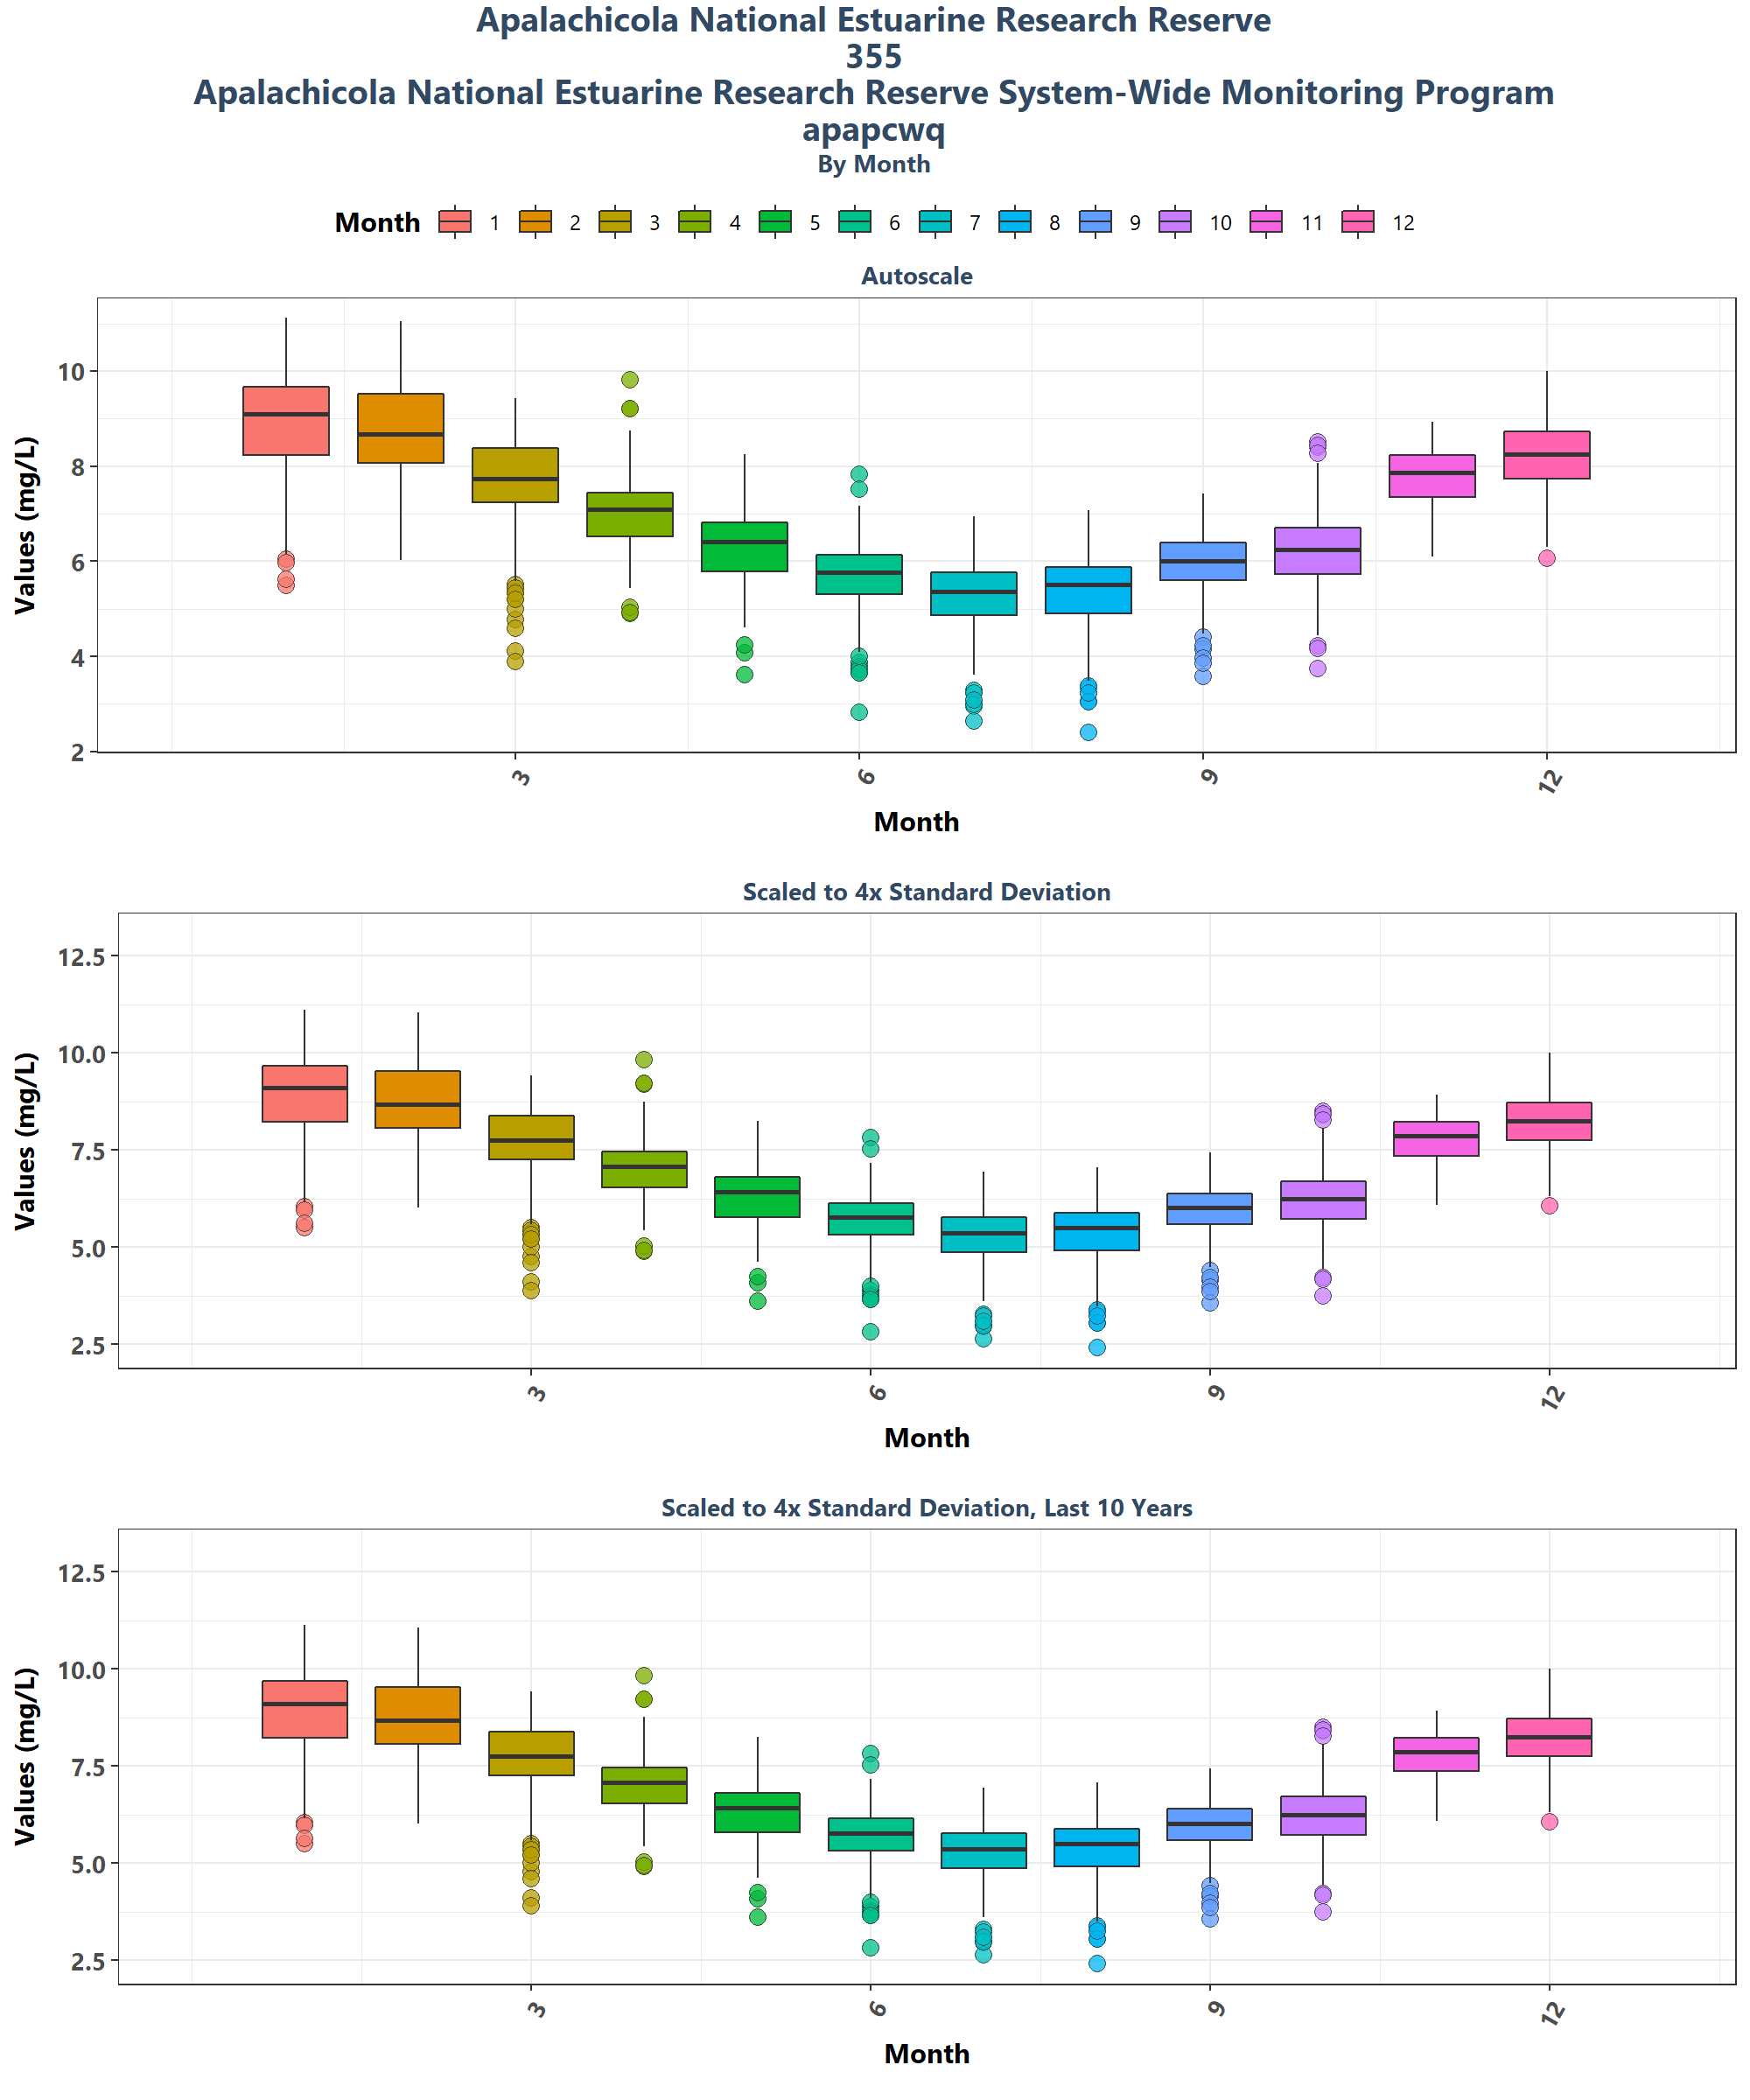 Apalachicola National Estuarine Research Reserve
355
Apalachicola National Estuarine Research Reserve System-Wide Monitoring Program
apapcwq
By Month
Month 1 2 3 4 5 6 7 8 9 10 11 12
Autoscale
Values (mg/L)
10
8
6
4
2
3 6 9 12
Month
Scaled to 4x Standard Deviation
Values (mg/L)
12.5
10.0
7.5
5.0
2.5
3 6 9 12
Month
Scaled to 4x Standard Deviation, Last 10 Years
Values (mg/L)
12.5
10.0
7.5
5.0
2.5
3 6 9 12
Month